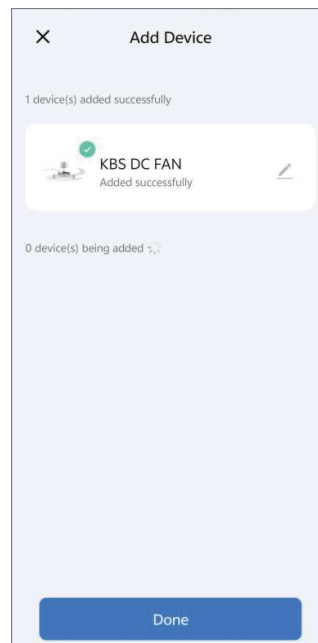 Add Device
1 device(s) added successfully
KBS DC FAN
Added successfully
0 device(s) being added
Done